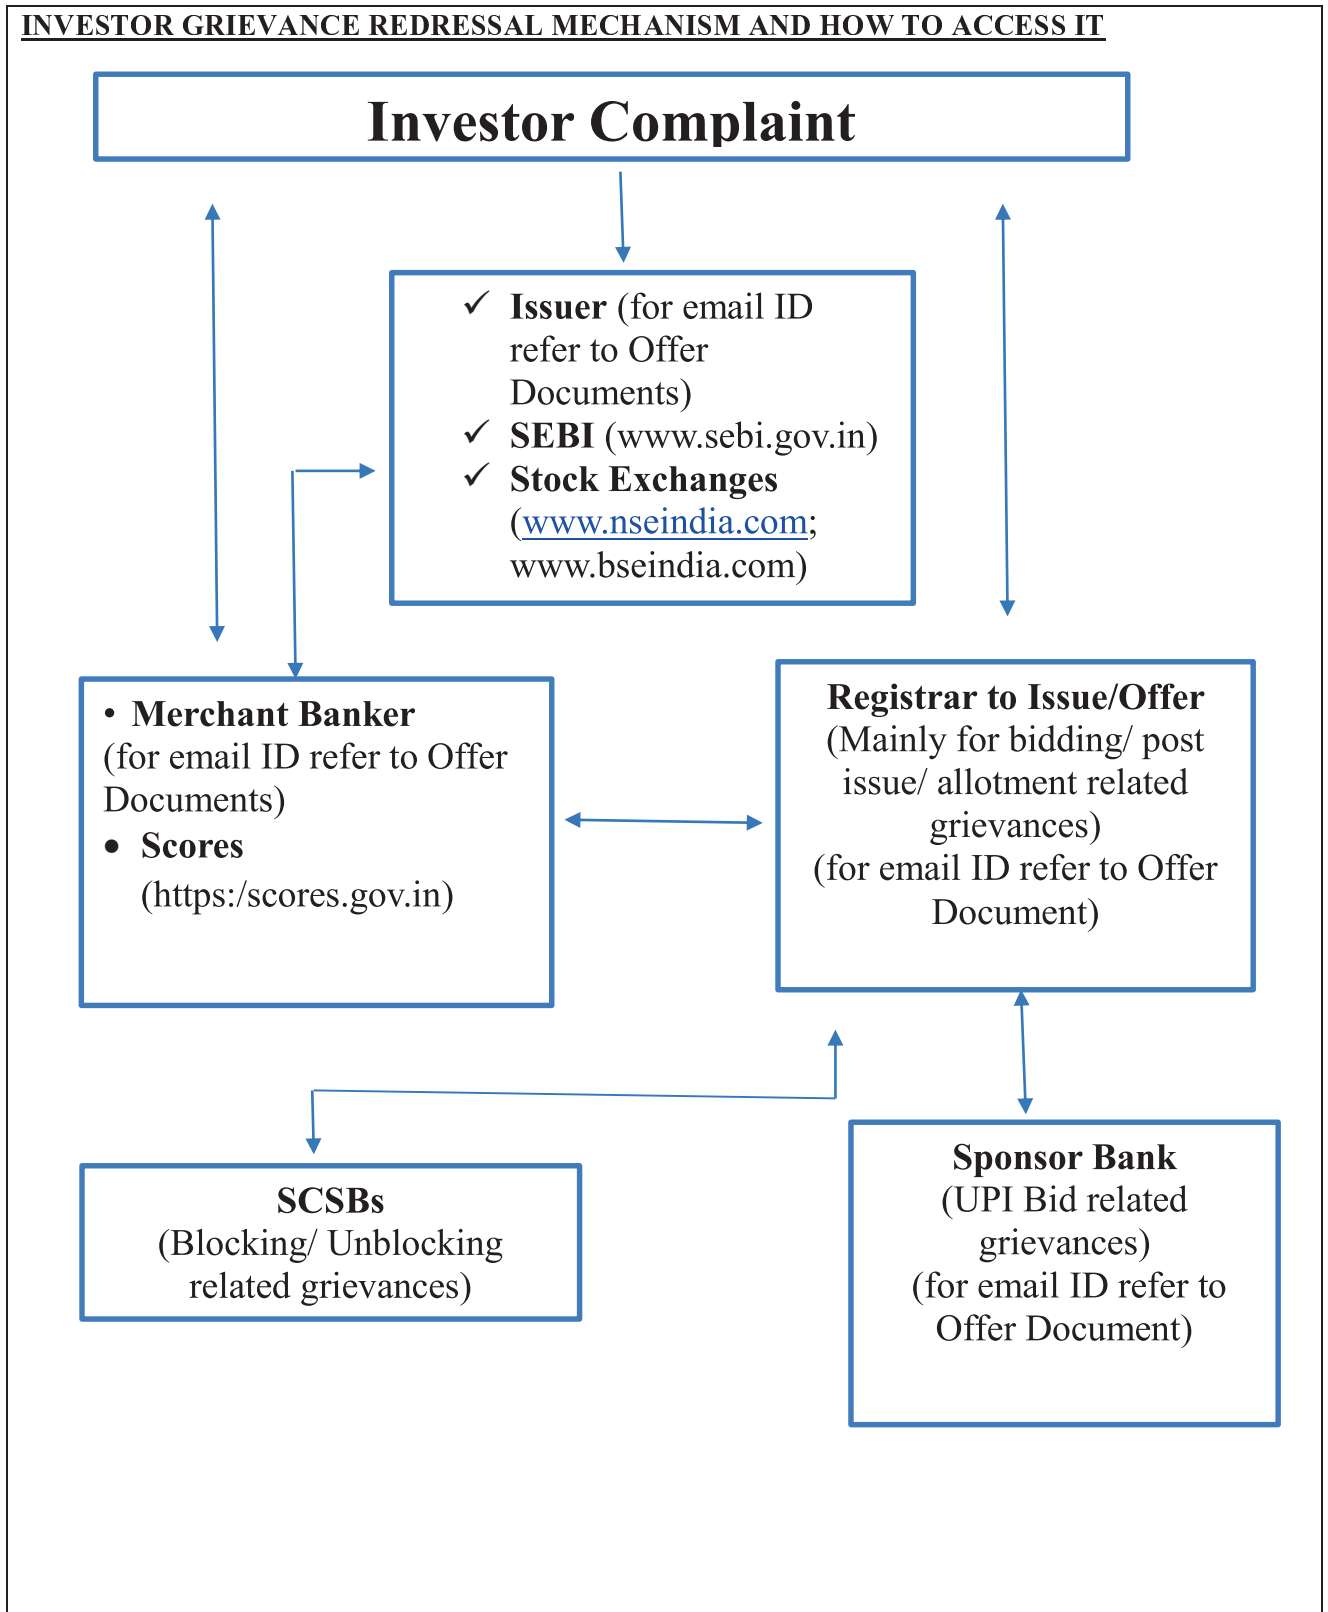 INVESTOR GRIEVANCE REDRESSAL MECHANISM AND HOW TO ACCESS IT
Investor Complaint
✓ Issuer (for email ID
refer to Offer
Documents)
✓ SEBI (www.sebi.gov.in)
✓ Stock Exchanges
(www.nseindia.com;
www.bseindia.com)
• Merchant Banker
(for email ID refer to Offer
Documents)
• Scores
(https:/scores.gov.in)
Registrar to Issue/Offer
(Mainly for bidding/ post
issue/ allotment related
grievances)
(for email ID refer to Offer
Document)
SCSBs
(Blocking/ Unblocking
related grievances)
Sponsor Bank
(UPI Bid related
grievances)
(for email ID refer to
Offer Document)